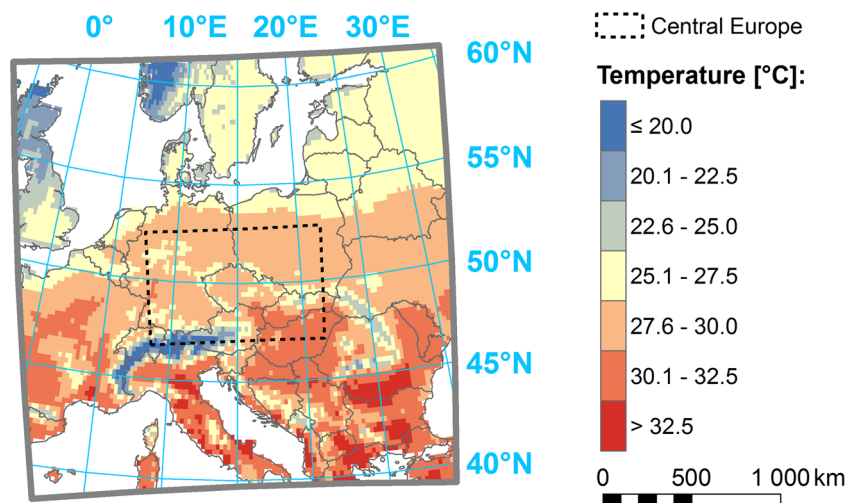 0° 10°E 20°E 30°E
60°N
55°N
50°N
45°N
40°N
Central Europe
Temperature [°C]:
≤ 20.0
20.1 - 22.5
22.6 - 25.0
25.1 - 27.5
27.6 - 30.0
30.1 - 32.5
> 32.5
0 500 1 000 km